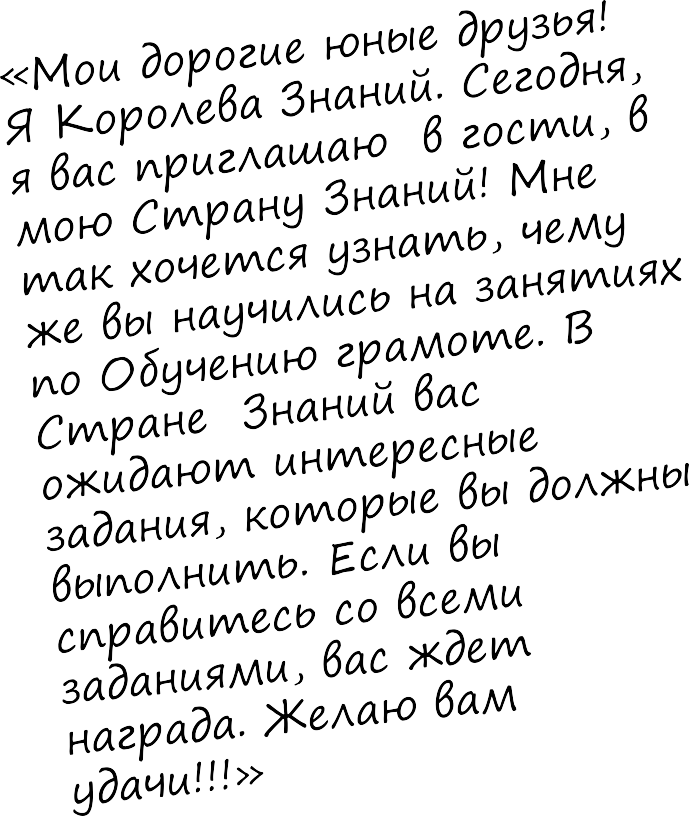 «Мои дорогие юные друзья!
Я Королева Знаний. Сегодня,
я вас приглашаю в гости, в
мою Страну Знаний! Мне
так хочется узнать, чему
же вы научились на занятиях
по Обучению грамоте. В
Стране Знаний вас
ожидают интересные
задания, которые вы должны
выполнить. Если вы
справитесь со всеми
заданиями, вас ждет
награда. Желаю вам
удачи!!!»